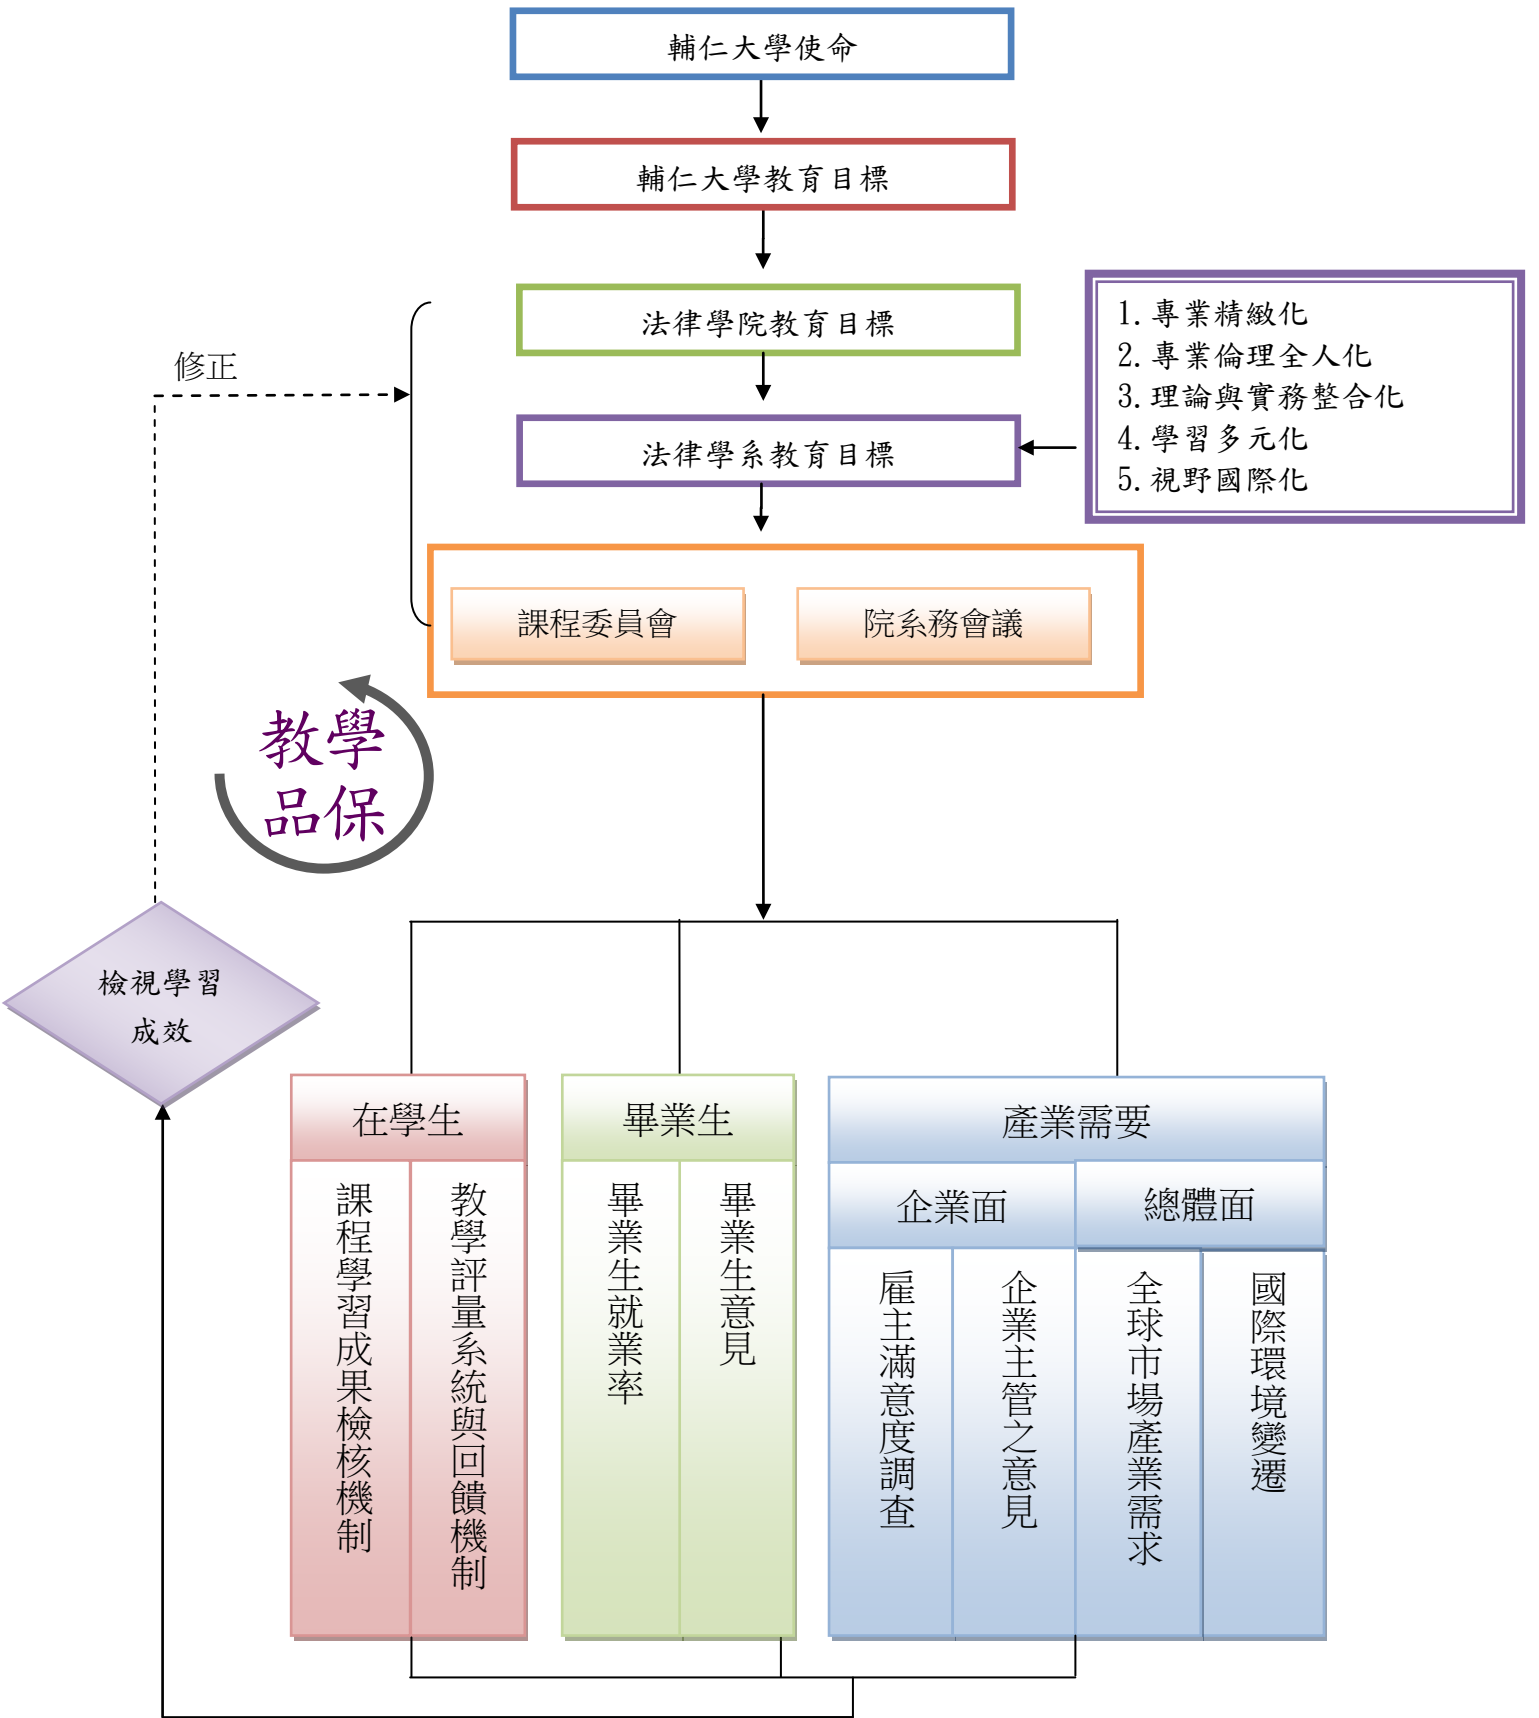 輔仁大學使命
輔仁大學教育目標
法律學院教育目標
1.專業精緻化
2.專業倫理全人化
3.理論與實務整合化
4.學習多元化
5.視野國際化
修正
法律學系教育目標
課程委員會
院系務會議
教學
品保
檢視學習
成效
在學生
畢業生
產業需要
企業面
總體面
課程學習成果檢核機制
教學評量系統與回饋機制
畢業生就業率
畢業生意見
雇主滿意度調查
企業主管之意見
全球市場產業需求
國際環境變遷